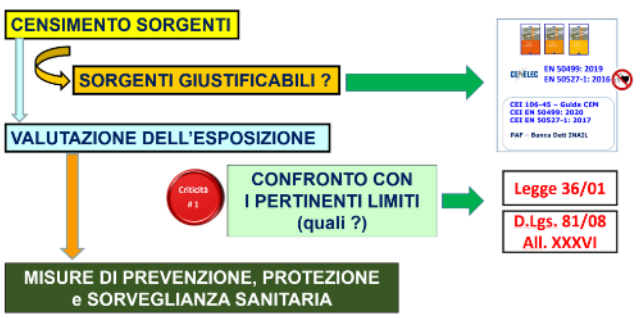 CENSIMENTO SORGENTI
SORGENTI GIUSTIFICABILI ?
CENELEC
EN 50499: 2019
EN 50527-1: 2016
CEI 106-45 – Guida CEM
CEI EN 50499: 2020
CEI EN 50527-1: 2017
PAF – Banca Dati INAIL
VALUTAZIONE DELL'ESPOSIZIONE
Criticità
# 1
CONFRONTO CON
I PERTINENTI LIMITI
(quali ?)
Legge 36/01
D.Lgs. 81/08
All. XXXVI
MISURE DI PREVENZIONE, PROTEZIONE
e SORVEGLIANZA SANITARIA